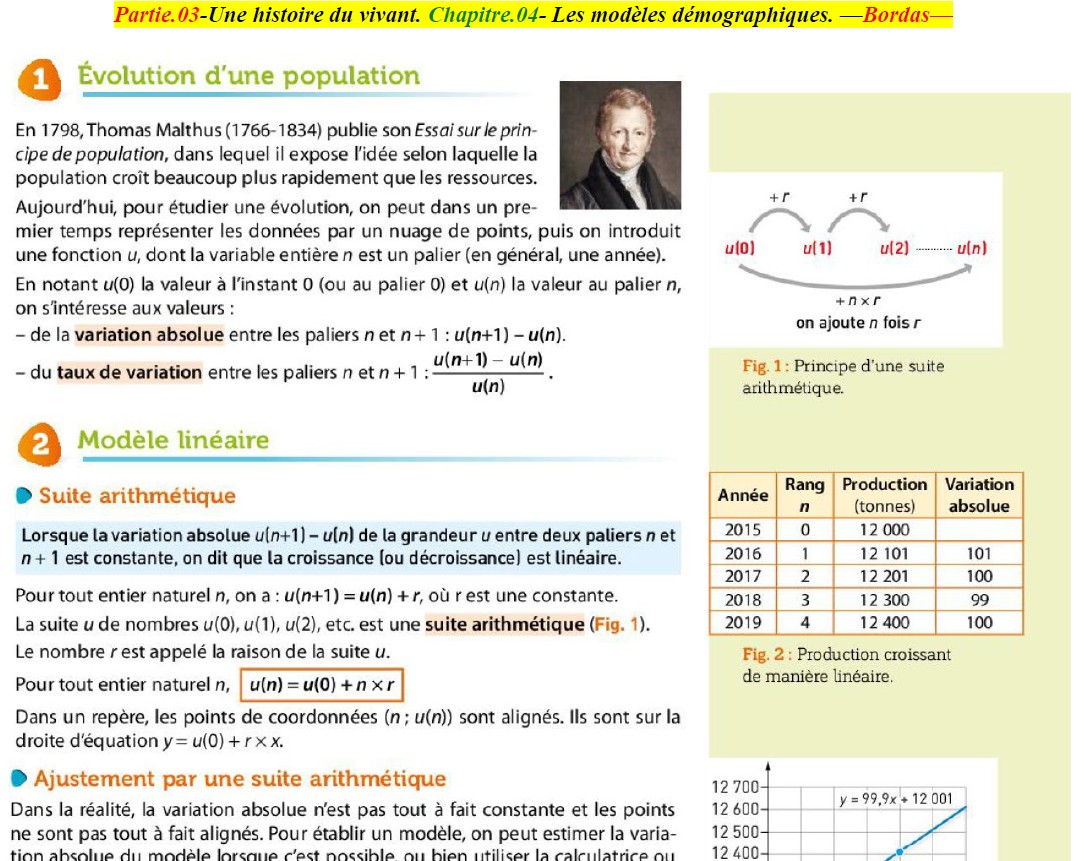 Partie.03-Une histoire du vivant. Chapitre.04- Les modèles démographiques. —Bordas—
1 Évolution d'une population
En 1798, Thomas Malthus (1766-1834) publie son Essai sur le prin-
cipe de population, dans lequel il expose l'idée selon laquelle la
population croît beaucoup plus rapidement que les ressources.
Aujourd'hui, pour étudier une évolution, on peut dans un pre-
mier temps représenter les données par un nuage de points, puis on introduit
une fonction u, dont la variable entière n est un palier (en général, une année).
En notant u(0) la valeur à l'instant 0 (ou au palier 0) et u(n) la valeur au palier n,
on s'intéresse aux valeurs :
– de la variation absolue entre les paliers n et n + 1 : u(n+1) – u(n).
– du taux de variation entre les paliers n et n + 1 : u(n+1) – u(n) / u(n) .
2 Modèle linéaire
Suite arithmétique
Lorsque la variation absolue u(n+1) – u(n) de la grandeur u entre deux paliers n et
n + 1 est constante, on dit que la croissance (ou décroissance) est linéaire.
Pour tout entier naturel n, on a : u(n+1) = u(n) + r, où r est une constante.
La suite u de nombres u(0), u(1), u(2), etc. est une suite arithmétique (Fig. 1).
Le nombre r est appelé la raison de la suite u.
Pour tout entier naturel n, u(n) = u(0) + n × r
Dans un repère, les points de coordonnées (n ; u(n)) sont alignés. Ils sont sur la
droite d'équation y = u(0) + r × x.
Ajustement par une suite arithmétique
Dans la réalité, la variation absolue n'est pas tout à fait constante et les points
ne sont pas tout à fait alignés. Pour établir un modèle, on peut estimer la varia-
tion absolue du modèle lorsque c'est possible, ou bien utiliser la calculatrice ou
+ r + r
u(0) u(1) u(2) ........... u(n)
+ n × r
on ajoute n fois r
Fig. 1 : Principe d'une suite
arithmétique.
Année Rang n Production (tonnes) Variation absolue
2015 0 12 000
2016 1 12 101 101
2017 2 12 201 100
2018 3 12 300 99
2019 4 12 400 100
Fig. 2 : Production croissant
de manière linéaire.
12 700
12 600
12 500
12 400
y = 99,9x + 12 001